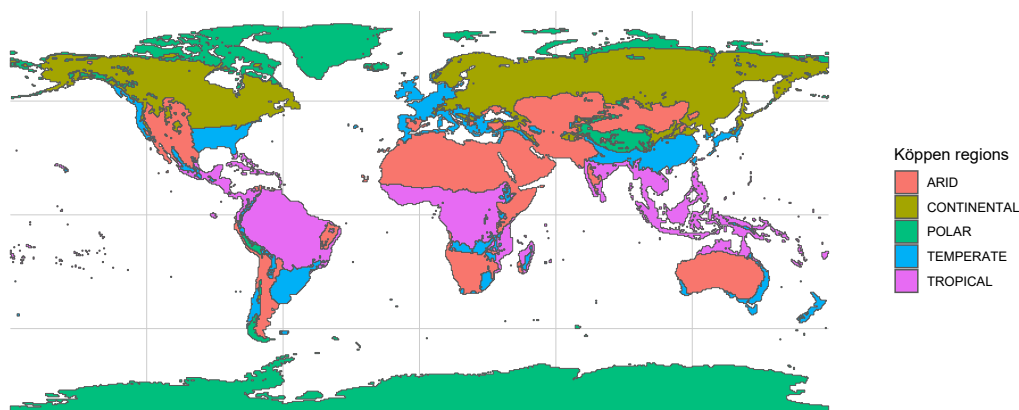 Köppen regions
ARID
CONTINENTAL
POLAR
TEMPERATE
TROPICAL